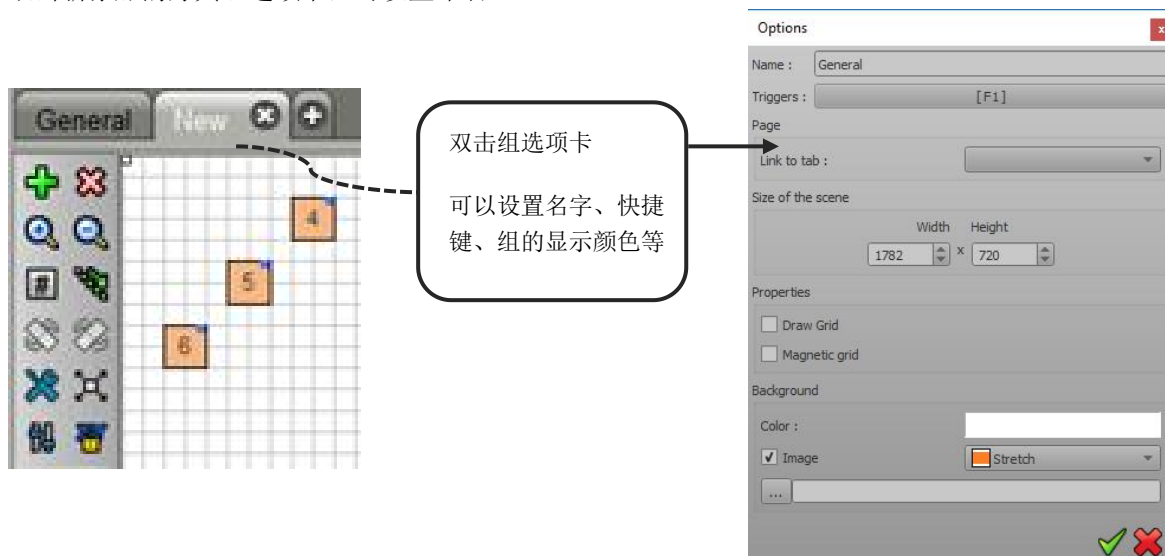 General
New
4
5
6
双击组选项卡
可以设置名字、快捷
键、组的显示颜色等
Options
x
Name : General
Triggers : [F1]
Page
Link to tab :
Size of the scene
Width Height
1782 x 720
Properties
Draw Grid
Magnetic grid
Background
Color :
Image Stretch
...